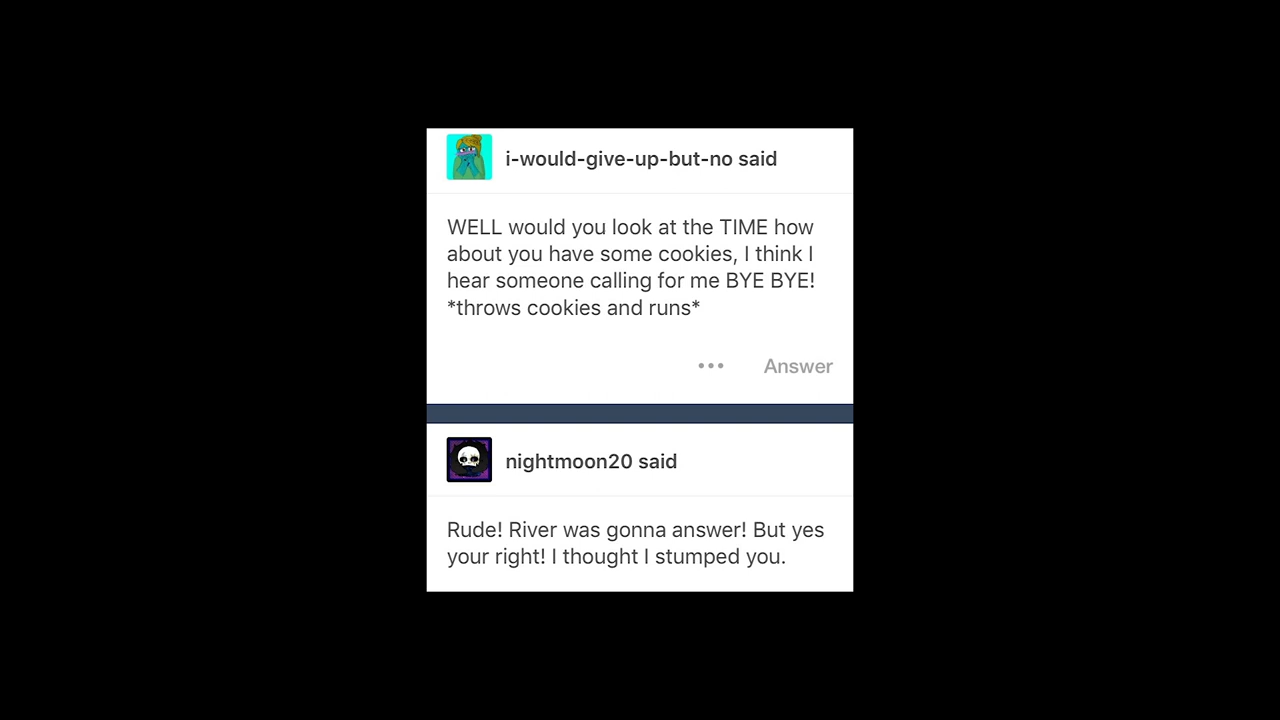 i-would-give-up-but-no said
WELL would you look at the TIME how
about you have some cookies, I think I
hear someone calling for me BYE BYE!
*throws cookies and runs*
••• Answer
nightmoon20 said
Rude! River was gonna answer! But yes
your right! I thought I stumped you.